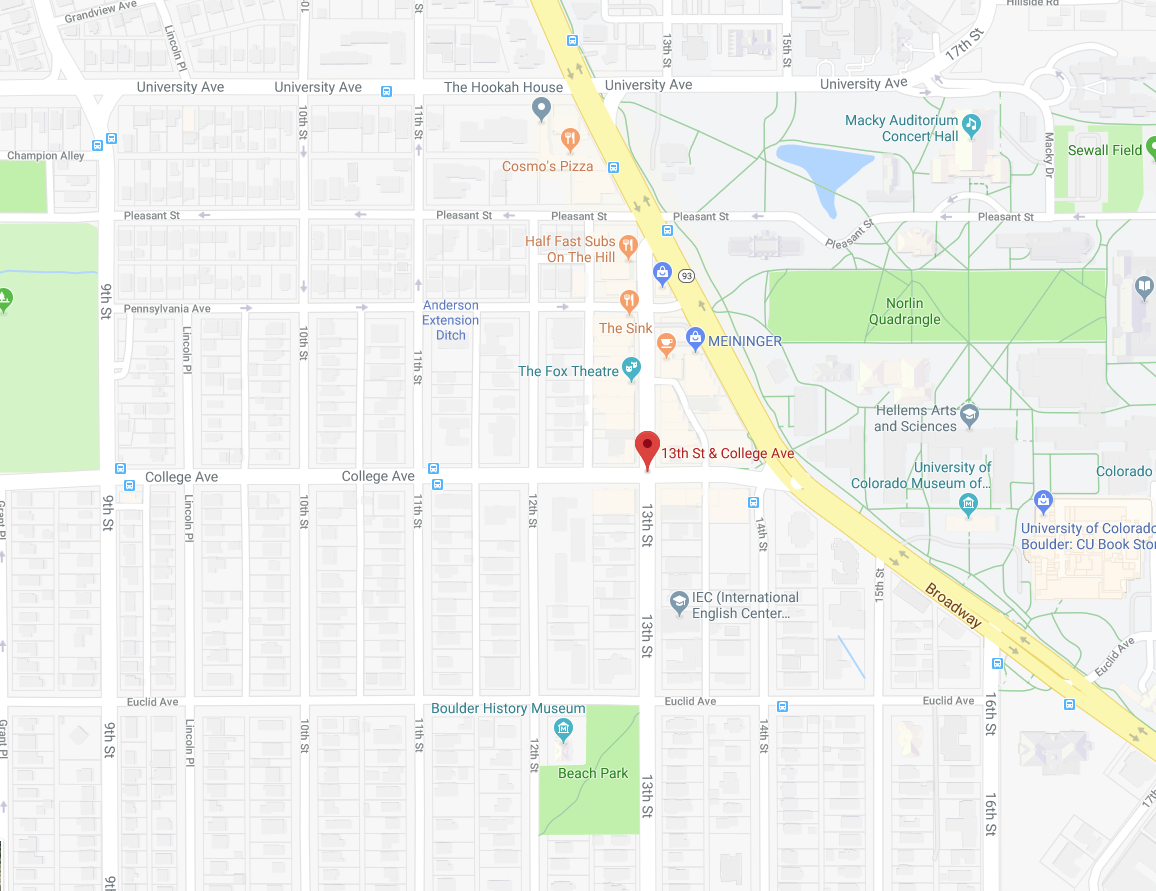 Grandview Ave
Lincoln Pl
10th St
11th St
13th St
15th St
17th St
Hillside Rd
University Ave
University Ave
The Hookah House
University Ave
University Ave
10th St
11th St
Macky Auditorium
Concert Hall
Macky Dr
Sewall Field
Champion Alley
Cosmo's Pizza
Pleasant St
Pleasant St
Pleasant St
Pleasant St
Pleasant St
Pleasant St
Half Fast Subs
On The Hill
93
9th St
Pennsylvania Ave
Anderson
Extension
Ditch
The Sink
MEININGER
Norlin
Quadrangle
Lincoln Pl
10th St
11th St
The Fox Theatre
Hellems Arts
and Sciences
13th St & College Ave
College Ave
College Ave
University of
Colorado Museum of...
Colorado
9th St
Grant Pl
Lincoln Pl
10th St
11th St
12th St
13th St
14th St
University of Colorado
Boulder: CU Book Stor
15th St
Broadway
IEC (International
English Center...
13th St
Euclid Ave
Euclid Ave
Euclid Ave
Euclid Ave
Boulder History Museum
16th St
Grant Pl
9th St
Lincoln Pl
10th St
11th St
12th St
14th St
Beach Park
13th St
16th St
17th
9th